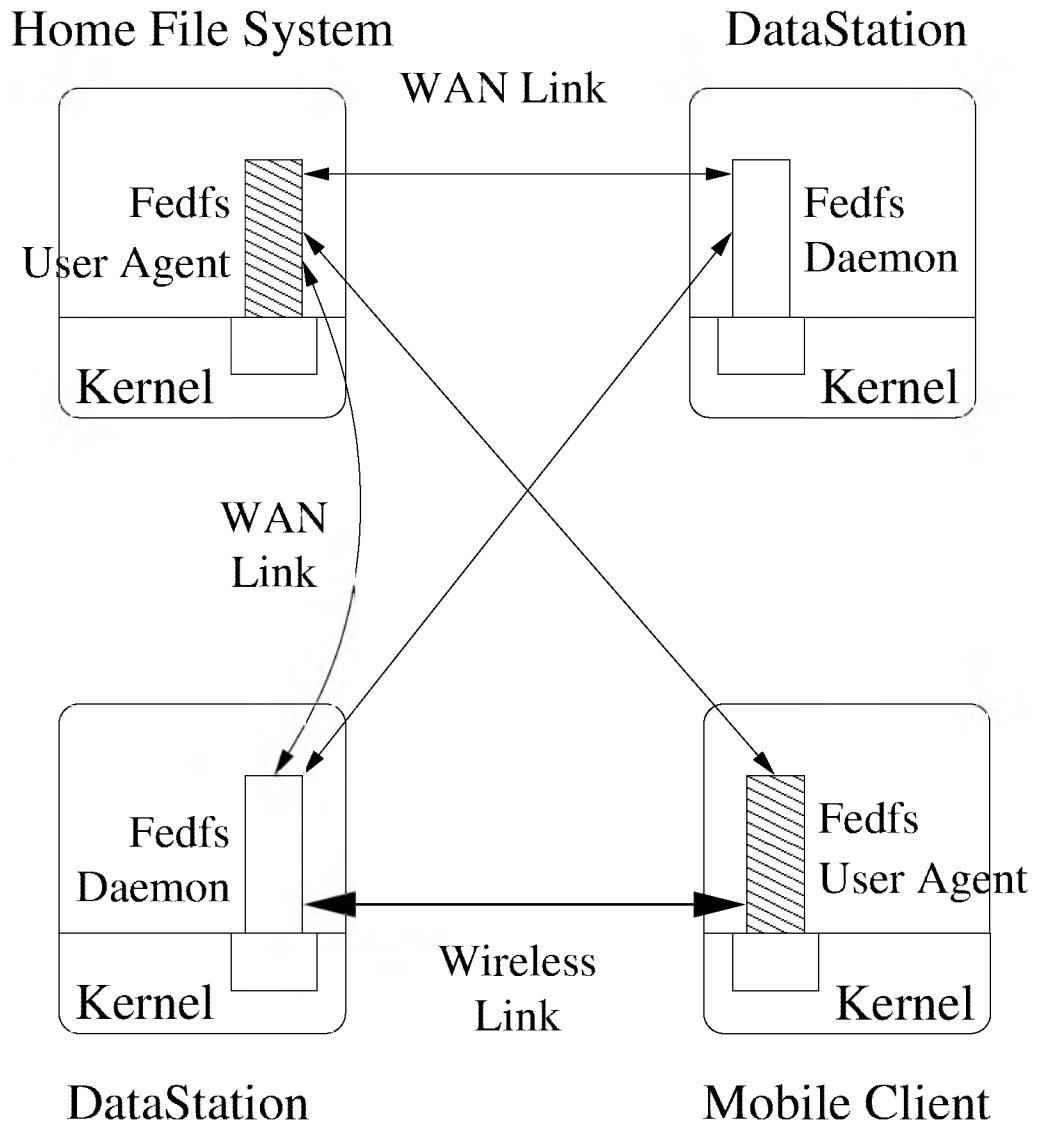 Home File System
DataStation
WAN Link
Fedfs
User Agent
Fedfs
Daemon
Kernel
Kernel
WAN
Link
Fedfs
Daemon
Fedfs
User Agent
Wireless
Link
Kernel
Kernel
DataStation
Mobile Client